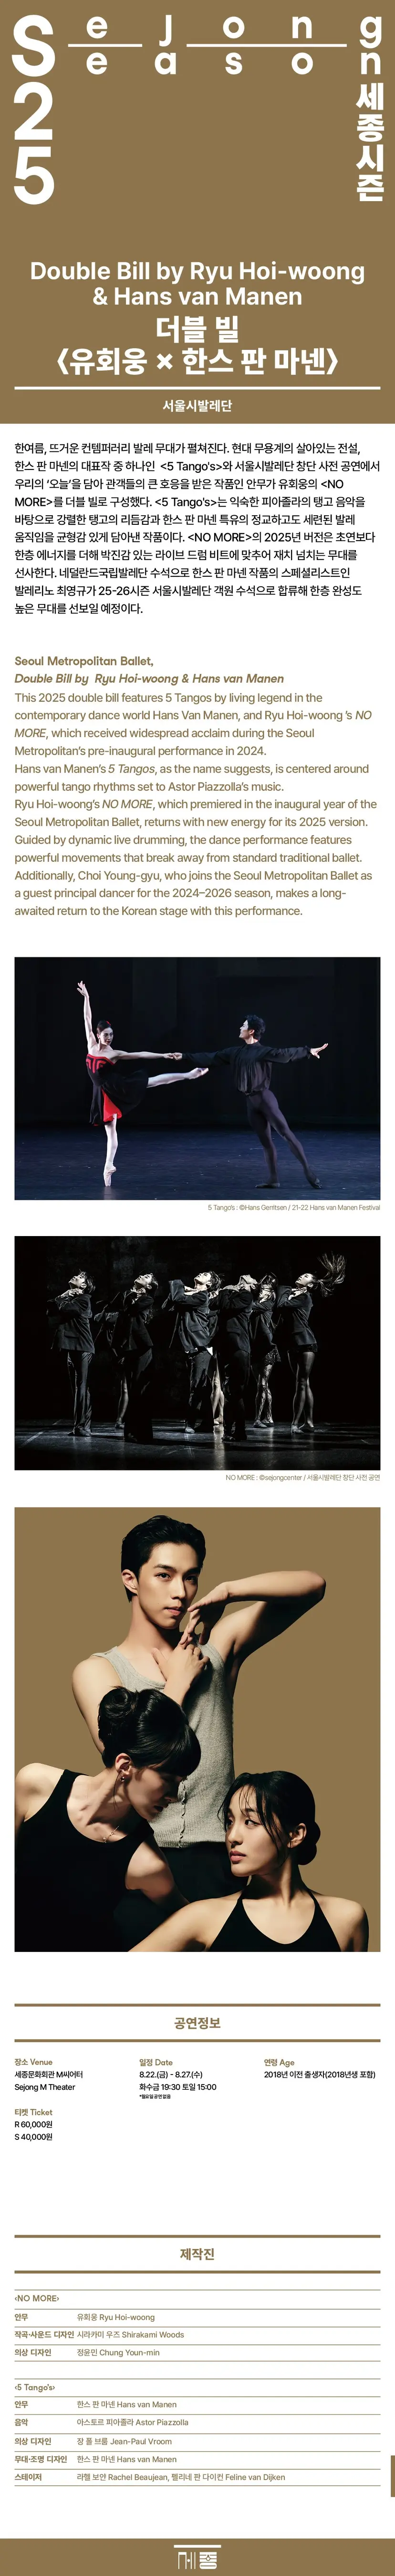 S e J o n g
e a s o n
25
세종시즌
Double Bill by Ryu Hoi-woong
& Hans van Manen
더블 빌
〈유회웅 × 한스 판 마넨〉
서울시발레단
한여름, 뜨거운 컨템퍼러리 발레 무대가 펼쳐진다. 현대 무용계의 살아있는 전설,
한스 판 마넨의 대표작 중 하나인 <5 Tango's>와 서울시발레단 창단 사전 공연에서
우리의 '오늘'을 담아 관객들의 큰 호응을 받은 작품인 안무가 유회웅의 <NO
MORE>를 더블 빌로 구성했다. <5 Tango's>는 익숙한 피아졸라의 탱고 음악을
바탕으로 강렬한 탱고의 리듬감과 한스 판 마넨 특유의 정교하고도 세련된 발레
움직임을 균형감 있게 담아낸 작품이다. <NO MORE>의 2025년 버전은 초연보다
한층 에너지를 더해 박진감 있는 라이브 드럼 비트에 맞추어 재치 넘치는 무대를
선사한다. 네덜란드국립발레단 수석으로 한스 판 마넨 작품의 스페셜리스트인
발레리노 최영규가 25-26시즌 서울시발레단 객원 수석으로 합류해 한층 완성도
높은 무대를 선보일 예정이다.
Seoul Metropolitan Ballet,
Double Bill by Ryu Hoi-woong & Hans van Manen
This 2025 double bill features 5 Tangos by living legend in the
contemporary dance world Hans Van Manen, and Ryu Hoi-woong 's NO
MORE, which received widespread acclaim during the Seoul
Metropolitan's pre-inaugural performance in 2024.
Hans van Manen's 5 Tangos, as the name suggests, is centered around
powerful tango rhythms set to Astor Piazzolla's music.
Ryu Hoi-woong's NO MORE, which premiered in the inaugural year of the
Seoul Metropolitan Ballet, returns with new energy for its 2025 version.
Guided by dynamic live drumming, the dance performance features
powerful movements that break away from standard traditional ballet.
Additionally, Choi Young-gyu, who joins the Seoul Metropolitan Ballet as
a guest principal dancer for the 2024–2026 season, makes a long-
awaited return to the Korean stage with this performance.
5 Tango's : ©Hans Gerritsen / 21-22 Hans van Manen Festival
NO MORE : ©sejongcenter / 서울시발레단 창단 사전 공연
공연정보
장소 Venue
세종문화회관 M씨어터
Sejong M Theater
일정 Date
8.22.(금) - 8.27.(수)
화수금 19:30 토일 15:00
*월요일 공연 없음
연령 Age
2018년 이전 출생자(2018년생 포함)
티켓 Ticket
R 60,000원
S 40,000원
제작진
‹NO MORE›
안무 유회웅 Ryu Hoi-woong
작곡·사운드 디자인 시라카미 우즈 Shirakami Woods
의상 디자인 정윤민 Chung Youn-min
‹5 Tango's›
안무 한스 판 마넨 Hans van Manen
음악 아스토르 피아졸라 Astor Piazzolla
의상 디자인 장 폴 브룸 Jean-Paul Vroom
무대·조명 디자인 한스 판 마넨 Hans van Manen
스테이저 라헬 보얀 Rachel Beaujean, 펠리네 판 다이컨 Feline van Dijken
세종